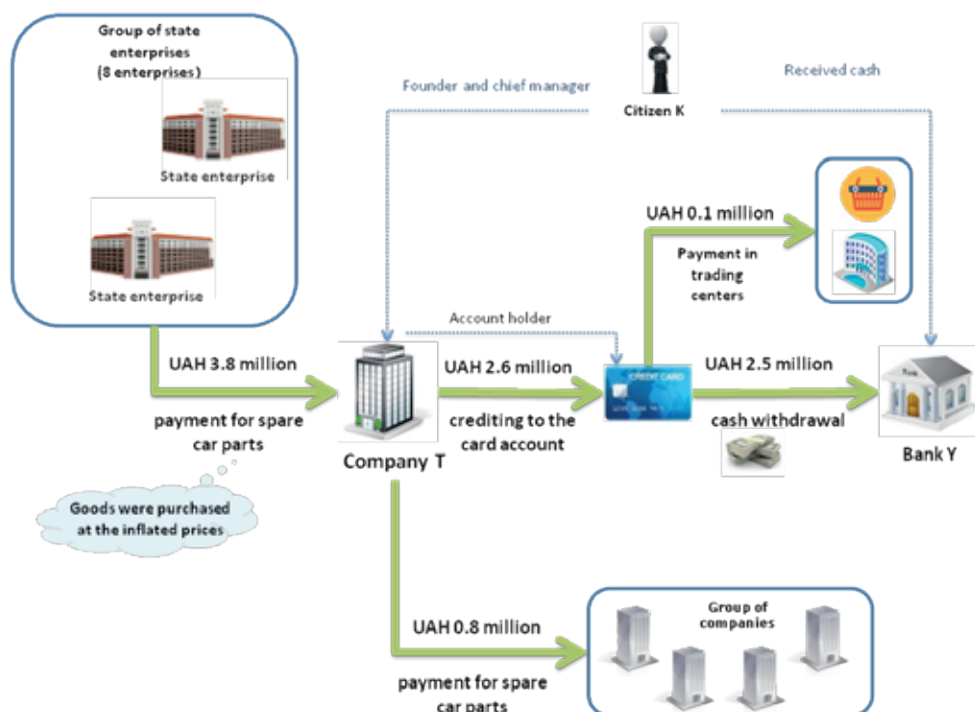 Group of state
enterprises
(8 enterprises)
State enterprise
State enterprise
Founder and chief manager
Received cash
Citizen K
UAH 0.1 million
Payment in
trading
centers
Account holder
UAH 3.8 million
payment for spare
car parts
Company T
UAH 2.6 million
crediting to the
card account
CREDIT CARD
UAH 2.5 million
cash withdrawal
Bank Y
Goods were purchased
at the inflated prices
UAH 0.8 million
payment for spare
car parts
Group of
companies